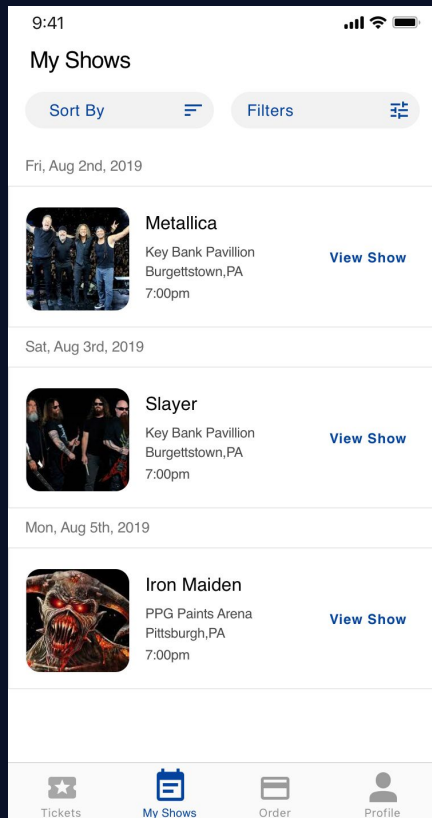 9:41
My Shows
Sort By
Filters
Fri, Aug 2nd, 2019
Metallica
Key Bank Pavillion
Burgettstown,PA
7:00pm
View Show
Sat, Aug 3rd, 2019
Slayer
Key Bank Pavillion
Burgettstown,PA
7:00pm
View Show
Mon, Aug 5th, 2019
Iron Maiden
PPG Paints Arena
Pittsburgh,PA
7:00pm
View Show
Tickets
My Shows
Order
Profile